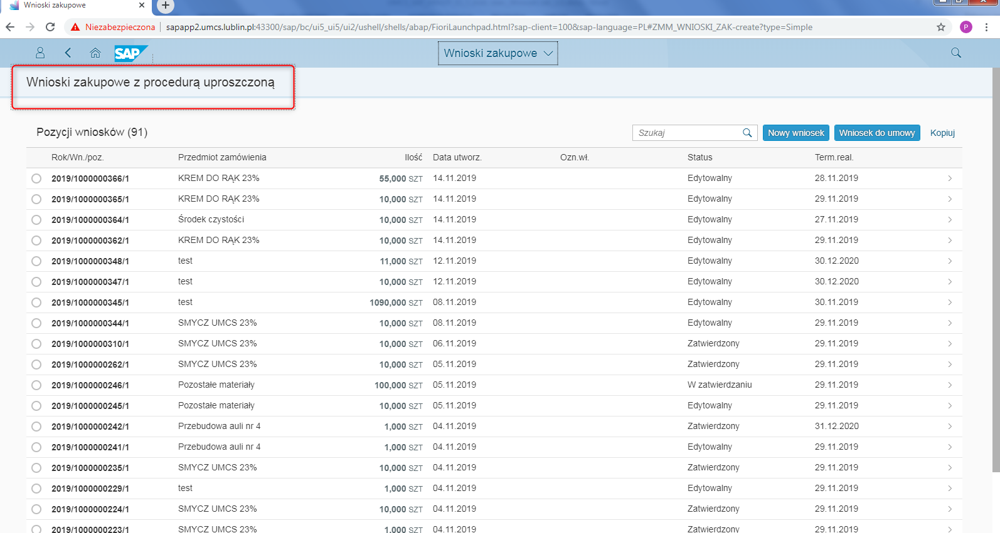 Wnioski zakupowe
Niezabezpieczona sapapp2.umcs.lublin.pl:43300/sap/bc/ui5_ui5/ui2/ushell/shells/abap/FioriLaunchpad.html?sap-client=100&sap-language=PL#ZMM_WNIOSKI_ZAK-create?type=Simple P
SAP Wnioski zakupowe
Wnioski zakupowe z procedurą uproszczoną
Pozycji wniosków (91) Szukaj Nowy wniosek Wniosek do umowy Kopiuj
Rok/Wn./poz. Przedmiot zamówienia Ilość Data utworz. Ozn.wł. Status Term.real.
2019/1000000366/1 KREM DO RĄK 23% 55,000 SZT 14.11.2019 Edytowalny 28.11.2019
2019/1000000365/1 KREM DO RĄK 23% 10,000 SZT 14.11.2019 Edytowalny 29.11.2019
2019/1000000364/1 Środek czystości 10,000 SZT 14.11.2019 Edytowalny 27.11.2019
2019/1000000362/1 KREM DO RĄK 23% 10,000 SZT 14.11.2019 Edytowalny 29.11.2019
2019/1000000348/1 test 11,000 SZT 12.11.2019 Edytowalny 30.12.2020
2019/1000000347/1 test 10,000 SZT 12.11.2019 Edytowalny 30.12.2020
2019/1000000345/1 test 1090,000 SZT 08.11.2019 Edytowalny 30.11.2019
2019/1000000344/1 SMYCZ UMCS 23% 10,000 SZT 08.11.2019 Edytowalny 29.11.2019
2019/1000000310/1 SMYCZ UMCS 23% 10,000 SZT 06.11.2019 Zatwierdzony 29.11.2019
2019/1000000262/1 SMYCZ UMCS 23% 10,000 SZT 05.11.2019 Zatwierdzony 29.11.2019
2019/1000000246/1 Pozostałe materiały 100,000 SZT 05.11.2019 W zatwierdzaniu 29.11.2019
2019/1000000245/1 Pozostałe materiały 10,000 SZT 05.11.2019 Edytowalny 29.11.2019
2019/1000000242/1 Przebudowa auli nr 4 1,000 SZT 04.11.2019 Zatwierdzony 31.12.2020
2019/1000000241/1 Przebudowa auli nr 4 1,000 SZT 04.11.2019 Edytowalny 29.11.2019
2019/1000000235/1 SMYCZ UMCS 23% 10,000 SZT 04.11.2019 Zatwierdzony 29.11.2019
2019/1000000229/1 test 1,000 SZT 04.11.2019 Edytowalny 29.11.2019
2019/1000000224/1 SMYCZ UMCS 23% 10,000 SZT 04.11.2019 Zatwierdzony 29.11.2019
2019/1000000223/1 SMYCZ UMCS 23% 1,000 SZT 04.11.2019 Zatwierdzony 29.11.2019